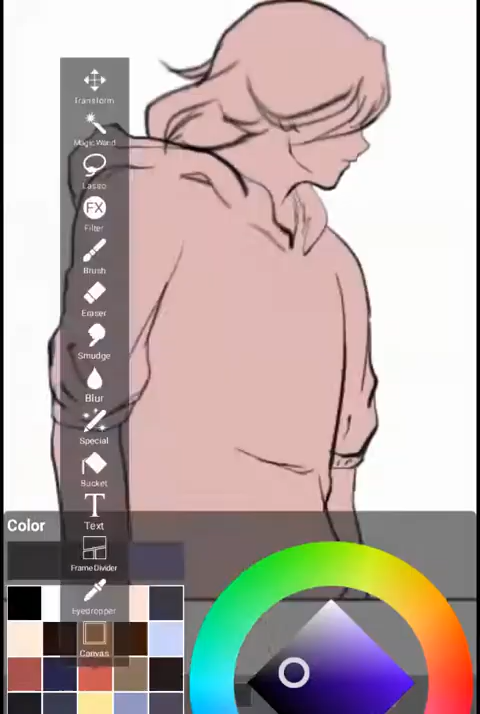 Transform
Magic Wand
Lasso
FX
Filter
Brush
Eraser
Smudge
Blur
Special
Bucket
T
Text
Color
Frame Divider
Eyedropper
Canvas